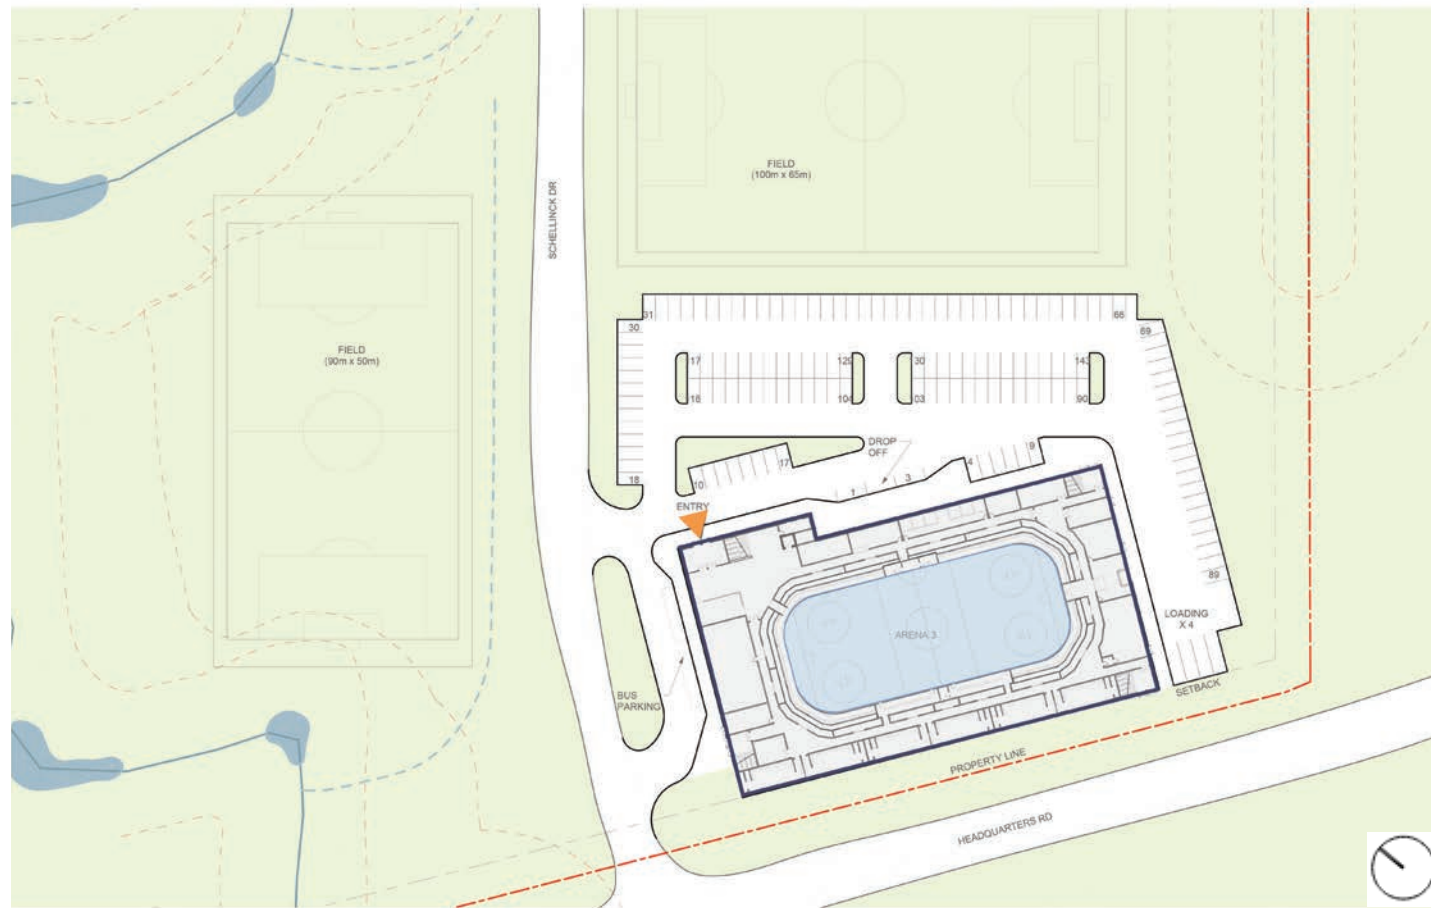 SCHELLINCK DR
FIELD
(100m x 65m)
FIELD
(90m x 50m)
31
66
30
69
17
129
30
143
18
104
03
90
18
DROP
OFF
17
10
1
3
4
9
ENTRY
89
LOADING
X 4
ARENA 3
BUS
PARKING
SETBACK
PROPERTY LINE
HEADQUARTERS RD